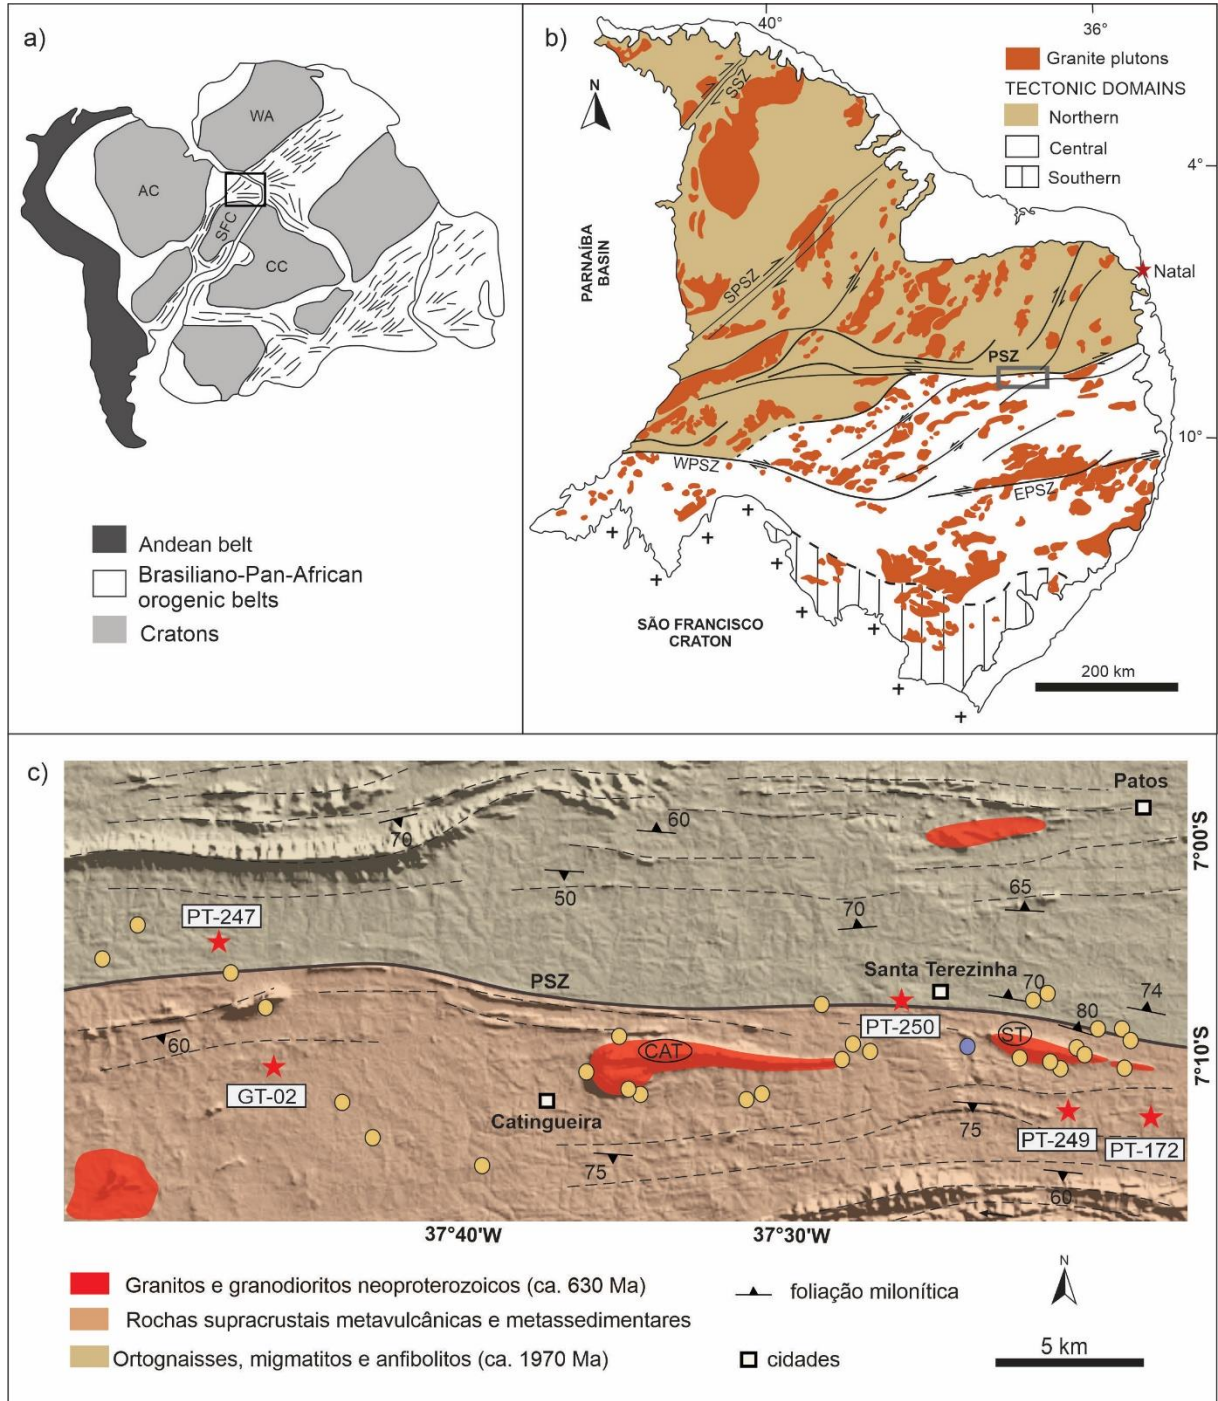 a)
WA
AC
SFC
CC
Andean belt
Brasiliano-Pan-African
orogenic belts
Cratons
b)
40°
36°
N
Granite plutons
TECTONIC DOMAINS
Northern
Central
Southern
4°
SSZ
PARNAÍBA
BASIN
SPSZ
Natal
PSZ
10°
WPSZ
EPSZ
SÃO FRANCISCO
CRATON
200 km
c)
Patos
70
60
7°00'S
50
65
70
PT-247
PSZ
Santa Terezinha
70
74
80
PT-250
ST
60
CAT
7°10'S
GT-02
Catingueira
75
75
PT-249
PT-172
60
37°40'W
37°30'W
Granitos e granodioritos neoproterozoicos (ca. 630 Ma)
foliação milonítica
N
Rochas supracrustais metavulcânicas e metassedimentares
Ortognaisses, migmatitos e anfibolitos (ca. 1970 Ma)
cidades
5 km